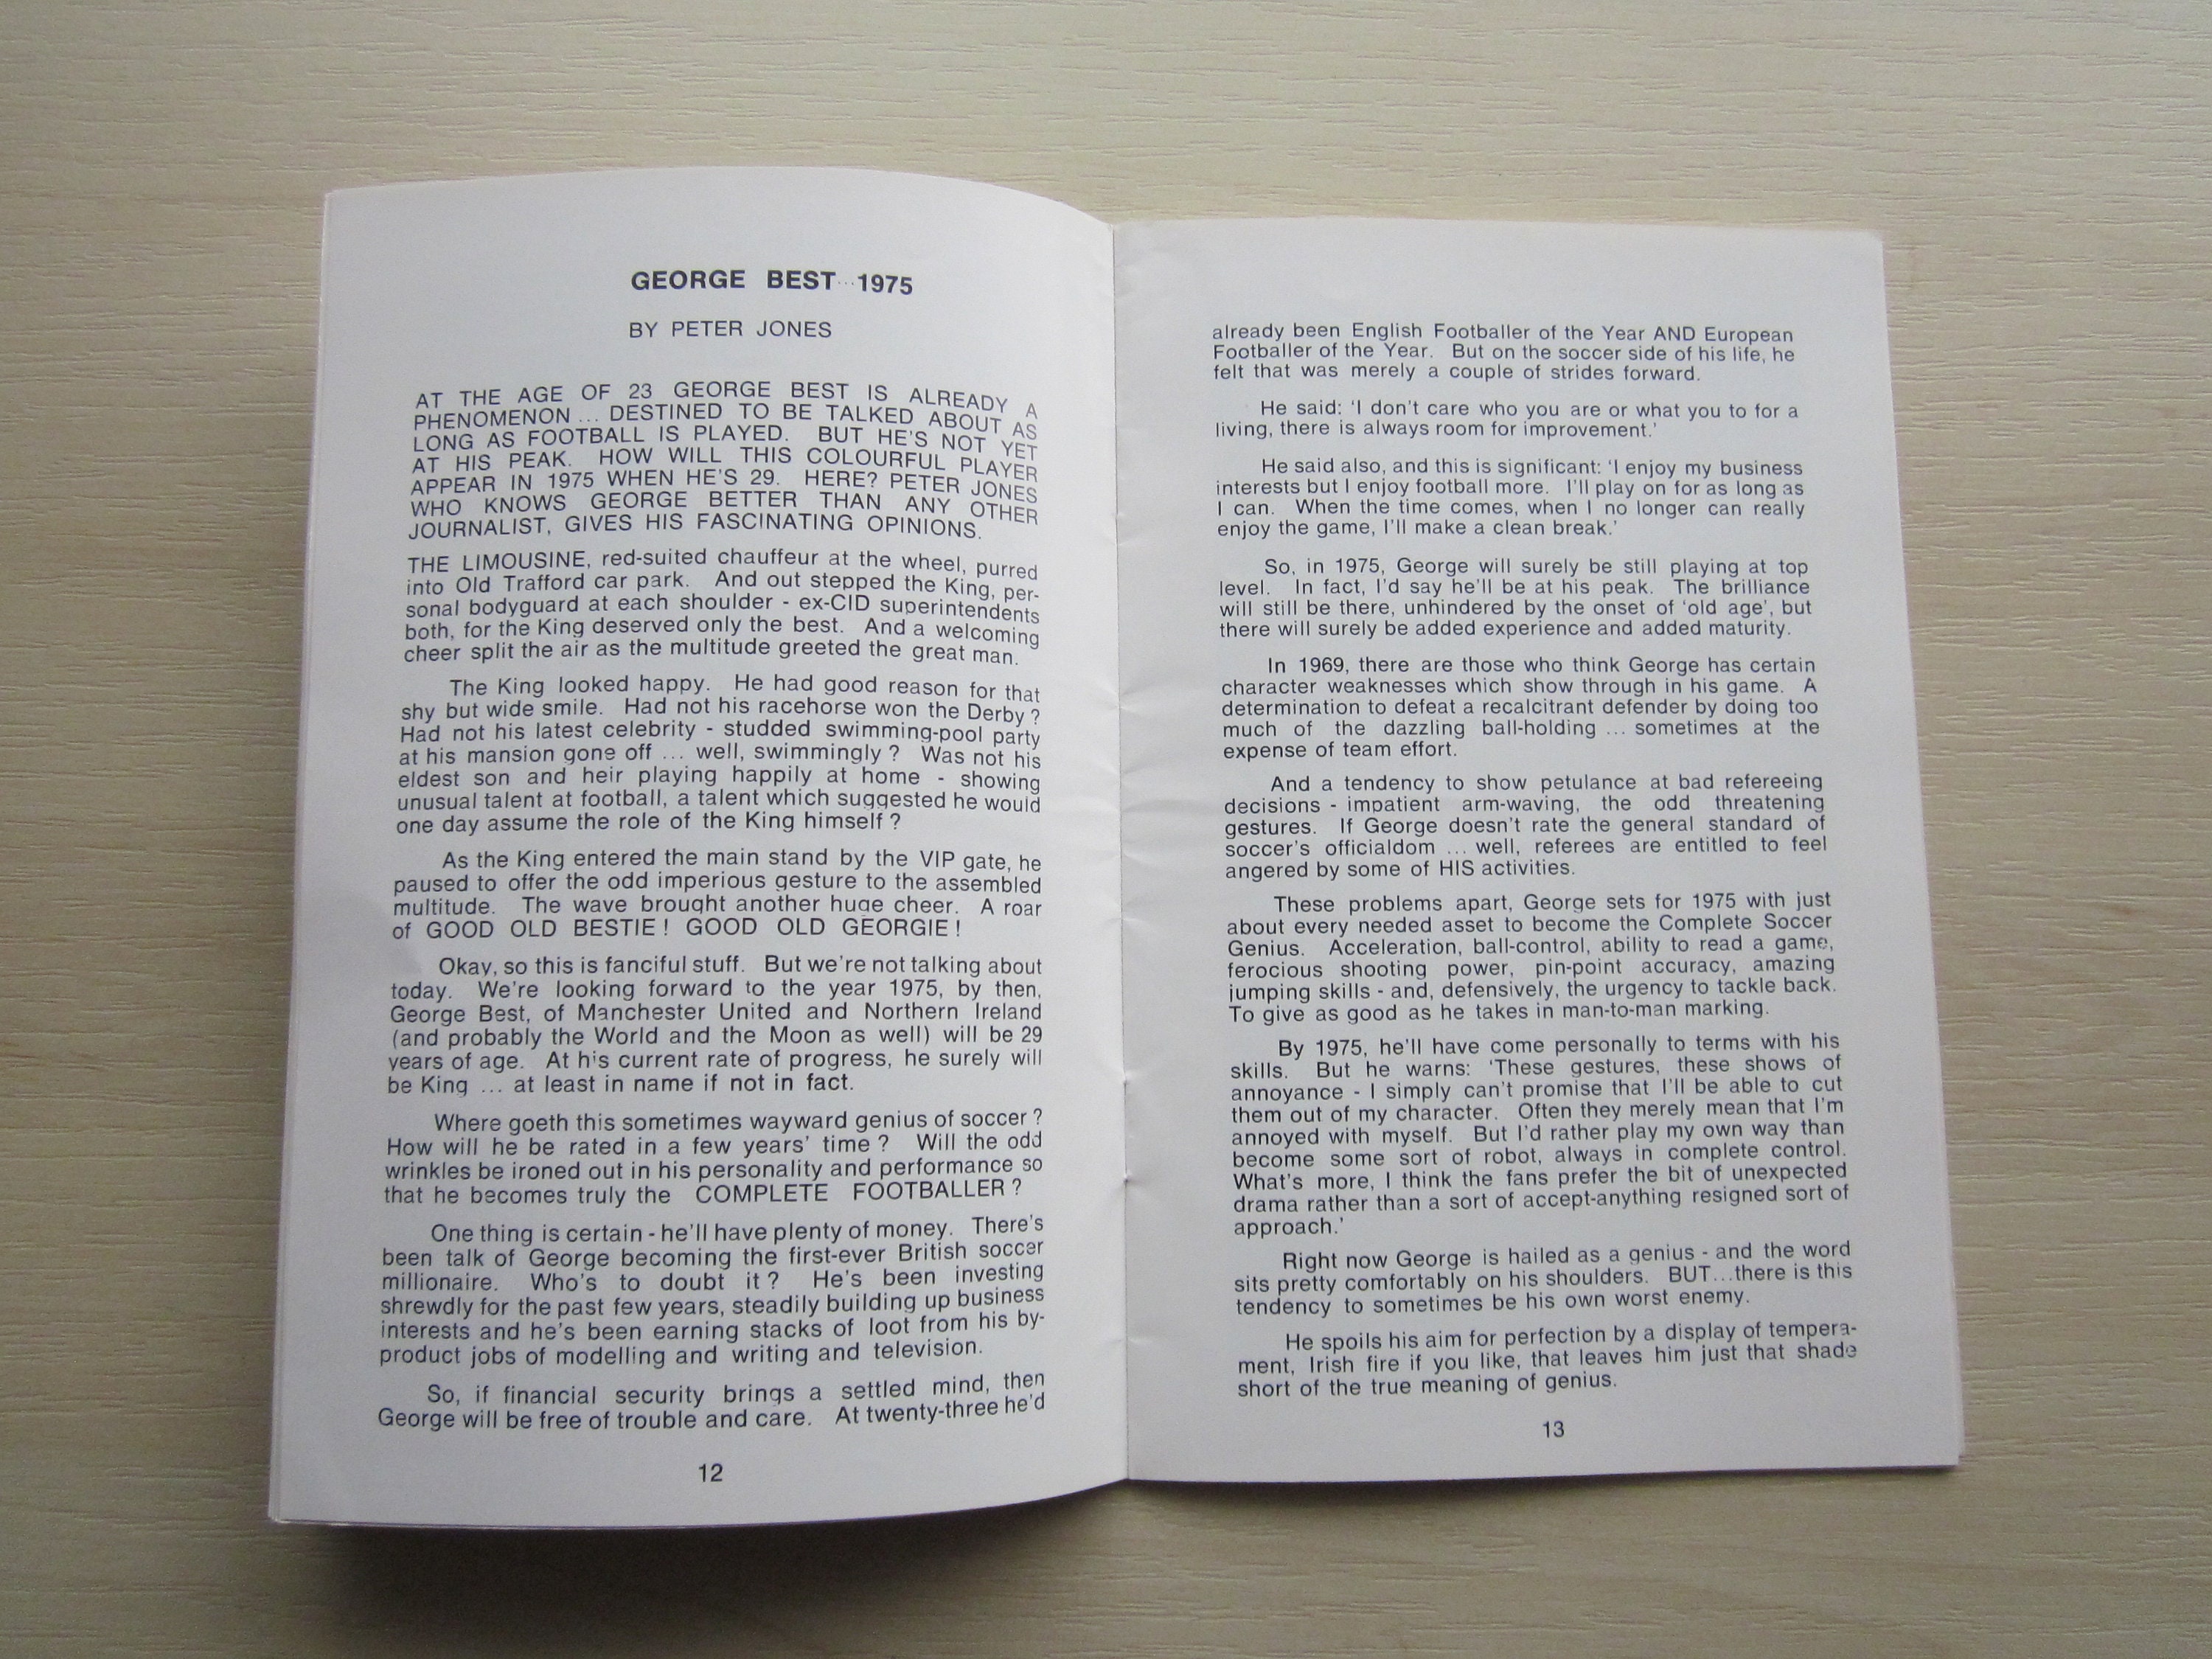 GEORGE BEST...1975
BY PETER JONES
AT THE AGE OF 23 GEORGE BEST IS ALREADY A
PHENOMENON ... DESTINED TO BE TALKED ABOUT AS
LONG AS FOOTBALL IS PLAYED. BUT HE'S NOT YET
AT HIS PEAK. HOW WILL THIS COLOURFUL PLAYER
APPEAR IN 1975 WHEN HE'S 29. HERE? PETER JONES
WHO KNOWS GEORGE BETTER THAN ANY OTHER
JOURNALIST, GIVES HIS FASCINATING OPINIONS.
THE LIMOUSINE, red-suited chauffeur at the wheel, purred
into Old Trafford car park. And out stepped the King, per-
sonal bodyguard at each shoulder - ex-CID superintendents
both, for the King deserved only the best. And a welcoming
cheer split the air as the multitude greeted the great man.
The King looked happy. He had good reason for that
shy but wide smile. Had not his racehorse won the Derby ?
Had not his latest celebrity - studded swimming-pool party
at his mansion gone off ... well, swimmingly ? Was not his
eldest son and heir playing happily at home - showing
unusual talent at football, a talent which suggested he would
one day assume the role of the King himself ?
As the King entered the main stand by the VIP gate, he
paused to offer the odd imperious gesture to the assembled
multitude. The wave brought another huge cheer. A roar
of GOOD OLD BESTIE ! GOOD OLD GEORGIE !
Okay, so this is fanciful stuff. But we're not talking about
today. We're looking forward to the year 1975, by then,
George Best, of Manchester United and Northern Ireland
(and probably the World and the Moon as well) will be 29
years of age. At his current rate of progress, he surely will
be King ... at least in name if not in fact.
Where goeth this sometimes wayward genius of soccer ?
How will he be rated in a few years' time ? Will the odd
wrinkles be ironed out in his personality and performance so
that he becomes truly the COMPLETE FOOTBALLER ?
One thing is certain - he'll have plenty of money. There's
been talk of George becoming the first-ever British soccer
millionaire. Who's to doubt it ? He's been investing
shrewdly for the past few years, steadily building up business
interests and he's been earning stacks of loot from his by-
product jobs of modelling and writing and television.
So, if financial security brings a settled mind, then
George will be free of trouble and care. At twenty-three he'd
12
already been English Footballer of the Year AND European
Footballer of the Year. But on the soccer side of his life, he
felt that was merely a couple of strides forward.
He said: 'I don't care who you are or what you to for a
living, there is always room for improvement.'
He said also, and this is significant: 'I enjoy my business
interests but I enjoy football more. I'll play on for as long as
I can. When the time comes, when I no longer can really
enjoy the game, I'll make a clean break.'
So, in 1975, George will surely be still playing at top
level. In fact, I'd say he'll be at his peak. The brilliance
will still be there, unhindered by the onset of 'old age', but
there will surely be added experience and added maturity.
In 1969, there are those who think George has certain
character weaknesses which show through in his game. A
determination to defeat a recalcitrant defender by doing too
much of the dazzling ball-holding ... sometimes at the
expense of team effort.
And a tendency to show petulance at bad refereeing
decisions - impatient arm-waving, the odd threatening
gestures. If George doesn't rate the general standard of
soccer's officialdom ... well, referees are entitled to feel
angered by some of HIS activities.
These problems apart, George sets for 1975 with just
about every needed asset to become the Complete Soccer
Genius. Acceleration, ball-control, ability to read a game,
ferocious shooting power, pin-point accuracy, amazing
jumping skills - and, defensively, the urgency to tackle back.
To give as good as he takes in man-to-man marking.
By 1975, he'll have come personally to terms with his
skills. But he warns: 'These gestures, these shows of
annoyance - I simply can't promise that I'll be able to cut
them out of my character. Often they merely mean that I'm
annoyed with myself. But I'd rather play my own way than
become some sort of robot, always in complete control.
What's more, I think the fans prefer the bit of unexpected
drama rather than a sort of accept-anything resigned sort of
approach.'
Right now George is hailed as a genius - and the word
sits pretty comfortably on his shoulders. BUT...there is this
tendency to sometimes be his own worst enemy.
He spoils his aim for perfection by a display of tempera-
ment, Irish fire if you like, that leaves him just that shade
short of the true meaning of genius.
13